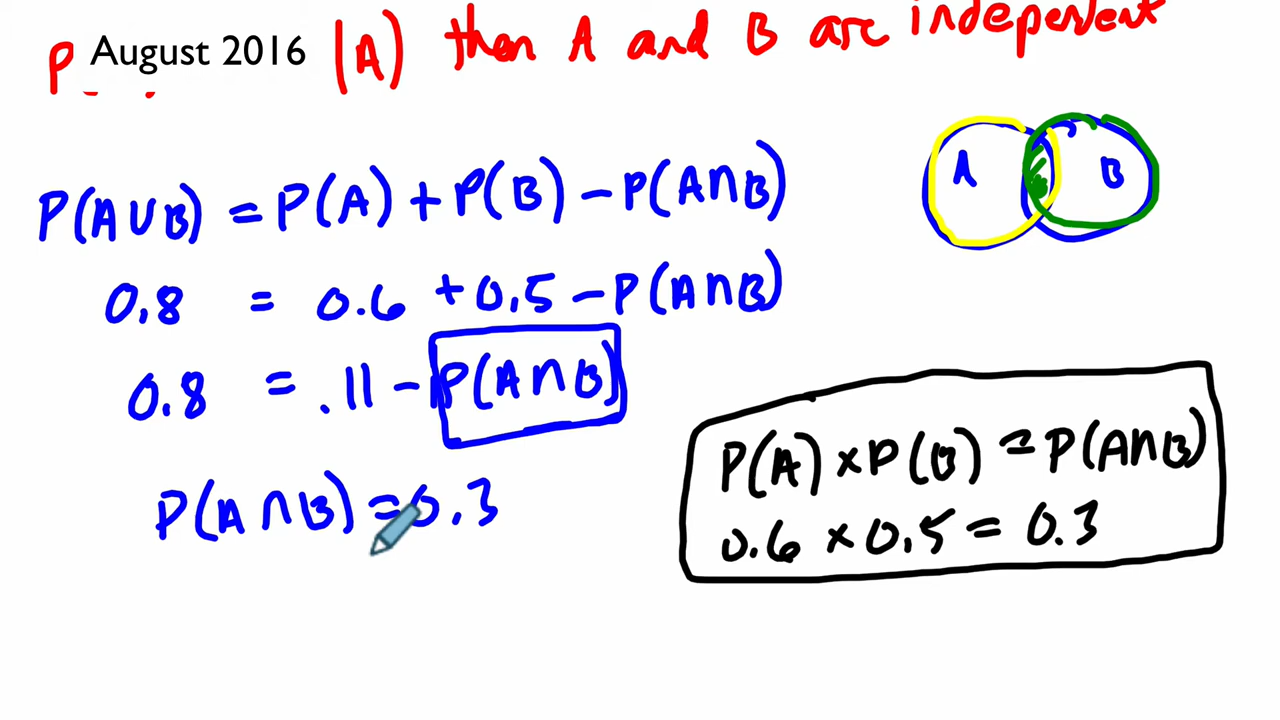 P August 2016 (A) then A and B are independent
P(A∪B) = P(A) + P(B) - P(A∩B)
0.8 = 0.6 + 0.5 - P(A∩B)
0.8 = .11 - P(A∩B)
P(A∩B) = 0.3
A B
P(A) × P(B) = P(A∩B)
0.6 × 0.5 = 0.3